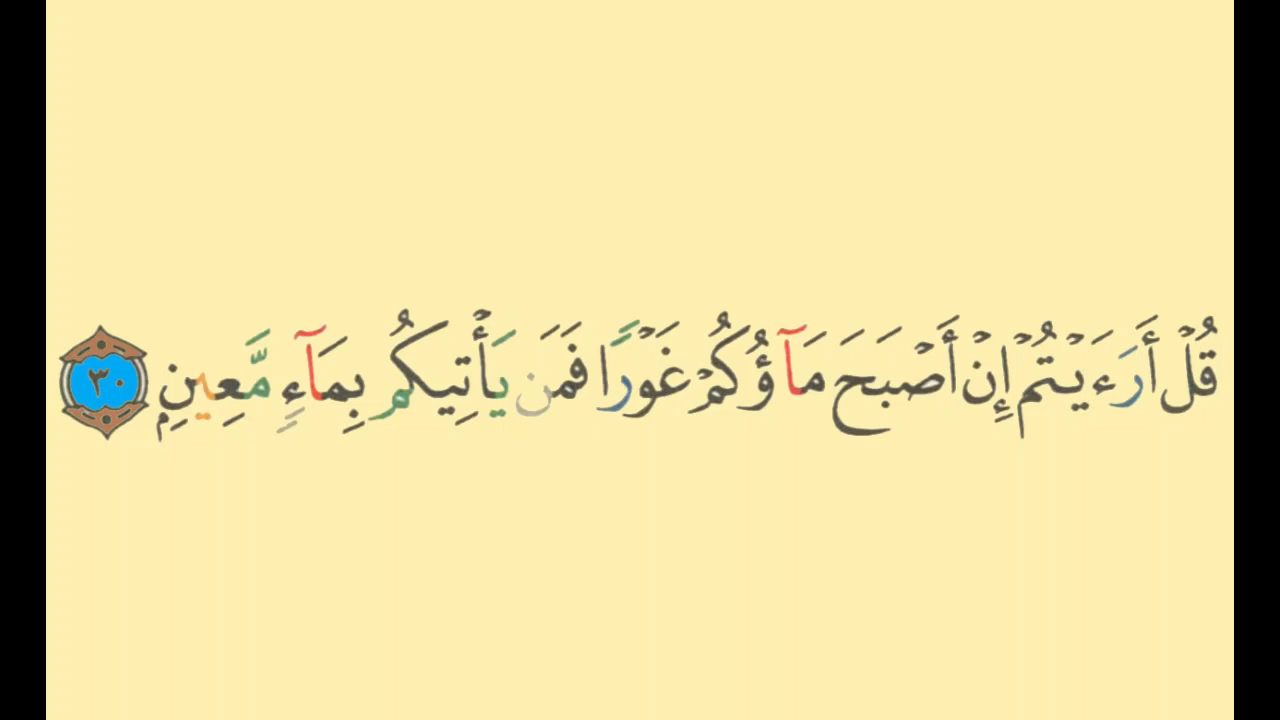 قُلۡ أَرَءَيۡتُمۡ إِنۡ أَصۡبَحَ مَآؤُكُمۡ غَوۡرًا فَمَن يَأۡتِيكُم بِمَآءٍ مَّعِينِۭ ٣٠